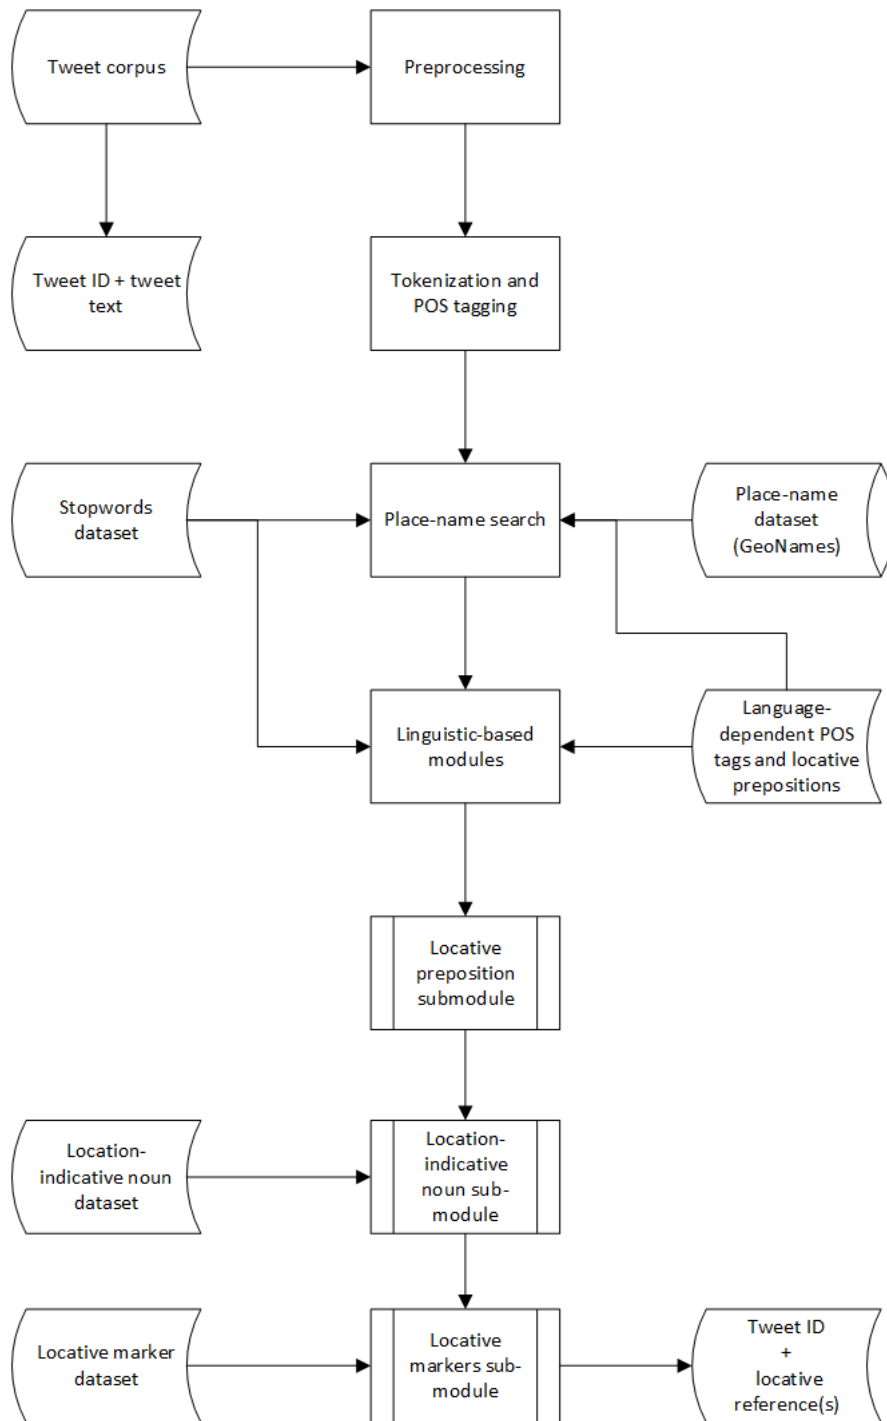 Tweet corpus
Preprocessing
Tweet ID + tweet
text
Tokenization and
POS tagging
Stopwords
dataset
Place-name search
Place-name
dataset
(GeoNames)
Linguistic-based
modules
Language-
dependent POS
tags and locative
prepositions
Locative
preposition
submodule
Location-
indicative noun
dataset
Location-
indicative
noun sub-
module
Locative marker
dataset
Locative
markers sub-
module
Tweet ID
+
locative
reference(s)